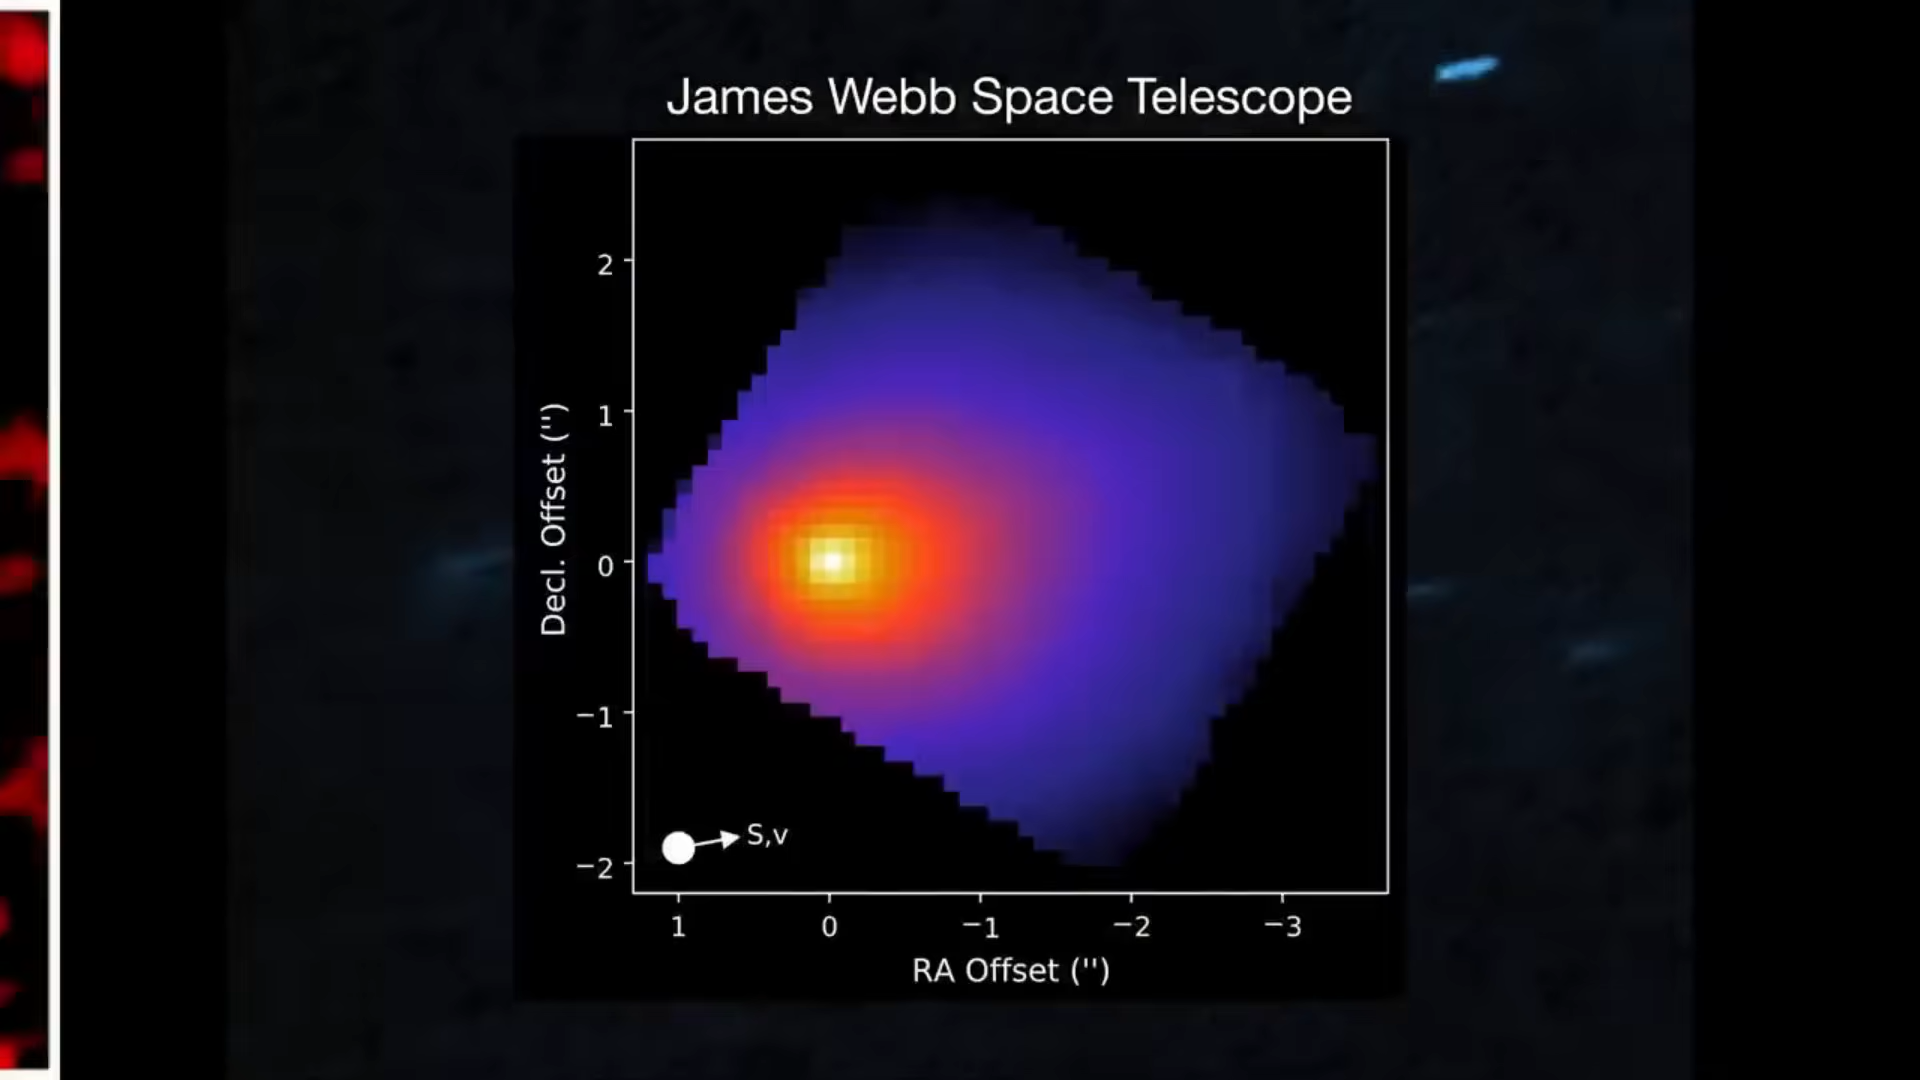 James Webb Space Telescope
Decl. Offset ('')
2
1
0
−1
−2
S,v
1
0
−1
−2
−3
RA Offset ('')